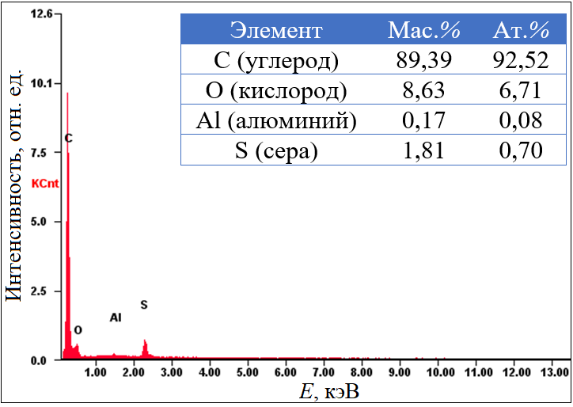 Элемент Мас.% Ат.%
C (углерод) 89,39 92,52
O (кислород) 8,63 6,71
Al (алюминий) 0,17 0,08
S (сера) 1,81 0,70
Интенсивность, отн. ед.
12.6
10.1
7.5
KCnt
5.0
2.5
0.0
C
O
Al
S
1.00 2.00 3.00 4.00 5.00 6.00 7.00 8.00 9.00 10.00 11.00 12.00 13.00
E, кэВ